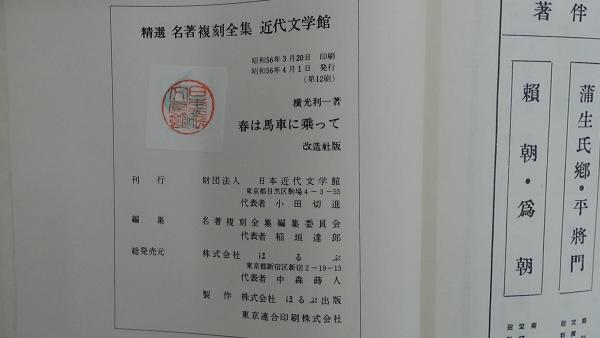 精選 名著複刻全集 近代文学館
昭和56年3月20日 印刷
昭和56年4月1日 発行
(第12刷)
横光利一著
春は馬車に乗って
改造社版
刊行 財団法人 日本近代文学館
東京都目黒区駒場4-3-55
代表者 小田切進
編集 名著複刻全集編集委員会
代表者 稲垣達郎
総発売元 株式会社 ほるぷ
東京都新宿区新宿2-19-13
代表者 中森蒔人
製作 株式会社 ほるぷ出版
東京連合印刷株式会社
伴
著
蒲生氏郷・平將門
賴朝・爲朝